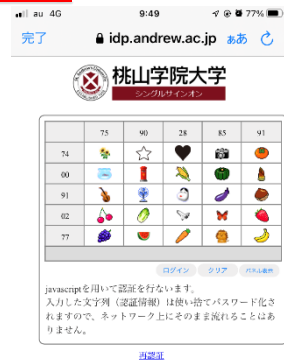 au 4G 9:49 77%
完了 idp.andrew.ac.jp ぁあ
桃山学院大学
シングルサインオン
75 90 28 85 91
74
00
91
02
77
ログイン クリア パネル表示
javascriptを用いて認証を行ないます。
入力した文字列（認証情報）は使い捨てパスワード化さ
れますので、ネットワーク上にそのまま流れることはあ
りません。
再認証